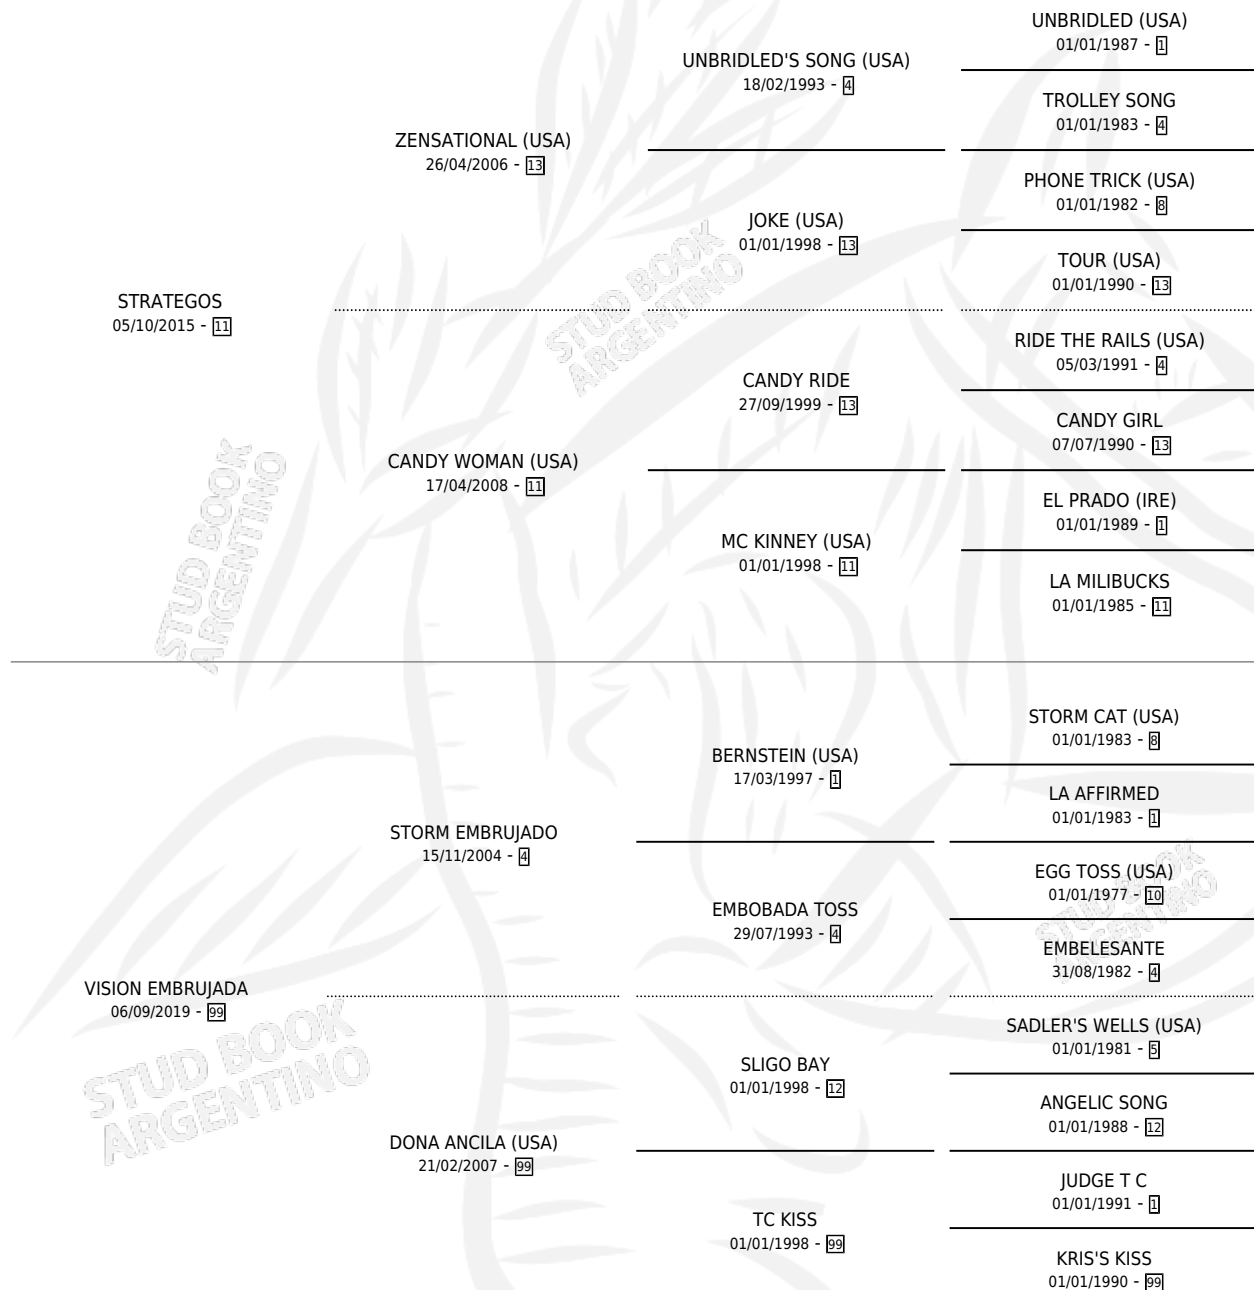 UNBRIDLED (USA)
01/01/1987 - 1
UNBRIDLED'S SONG (USA)
18/02/1993 - 4
TROLLEY SONG
01/01/1983 - 4
ZENSATIONAL (USA)
26/04/2006 - 13
PHONE TRICK (USA)
01/01/1982 - 8
JOKE (USA)
01/01/1998 - 13
TOUR (USA)
01/01/1990 - 13
STRATEGOS
05/10/2015 - 11
RIDE THE RAILS (USA)
05/03/1991 - 4
CANDY RIDE
27/09/1999 - 13
CANDY GIRL
07/07/1990 - 13
CANDY WOMAN (USA)
17/04/2008 - 11
EL PRADO (IRE)
01/01/1989 - 1
MC KINNEY (USA)
01/01/1998 - 11
LA MILIBUCKS
01/01/1985 - 11
STORM CAT (USA)
01/01/1983 - 8
BERNSTEIN (USA)
17/03/1997 - 1
LA AFFIRMED
01/01/1983 - 1
STORM EMBRUJADO
15/11/2004 - 4
EGG TOSS (USA)
01/01/1977 - 10
EMBOBADA TOSS
29/07/1993 - 4
EMBELESANTE
31/08/1982 - 4
VISION EMBRUJADA
06/09/2019 - 99
SADLER'S WELLS (USA)
01/01/1981 - 5
SLIGO BAY
01/01/1998 - 12
ANGELIC SONG
01/01/1988 - 12
DONA ANCILA (USA)
21/02/2007 - 99
JUDGE T C
01/01/1991 - 1
TC KISS
01/01/1998 - 99
KRIS'S KISS
01/01/1990 - 99
STUD BOOK
ARGENTINO
STUD BOOK
ARGENTINO
STUD BOOK
ARGENTINO
STUD BOOK
ARGENTINO